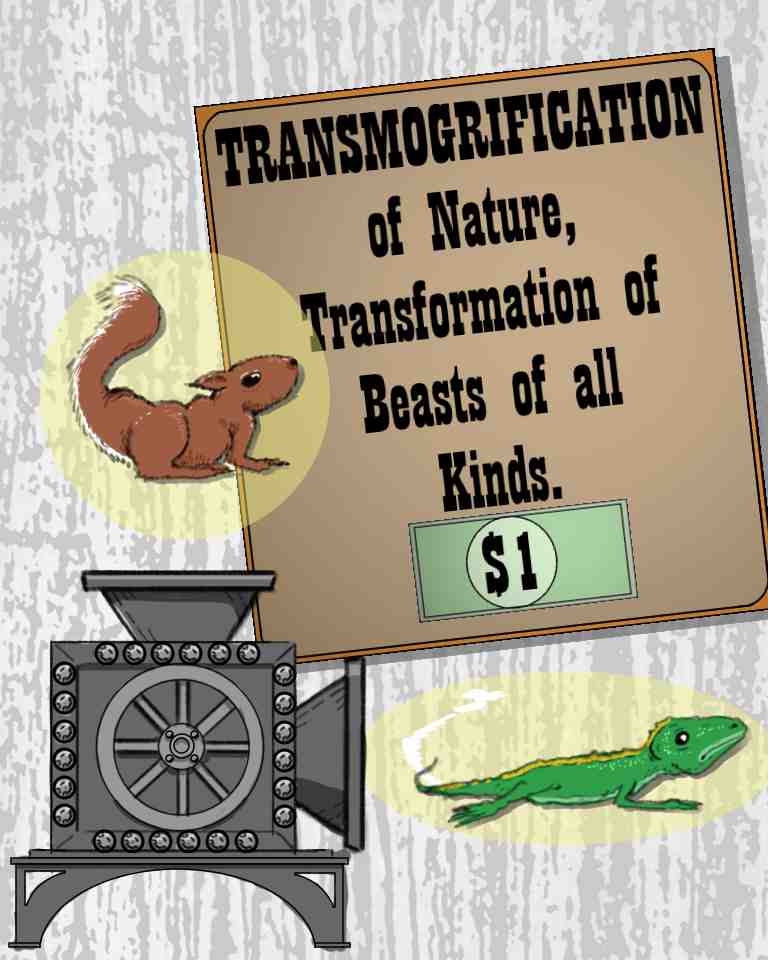 TRANSMOGRIFICATION
of Nature,
Transformation of
Beasts of all
Kinds.
$1